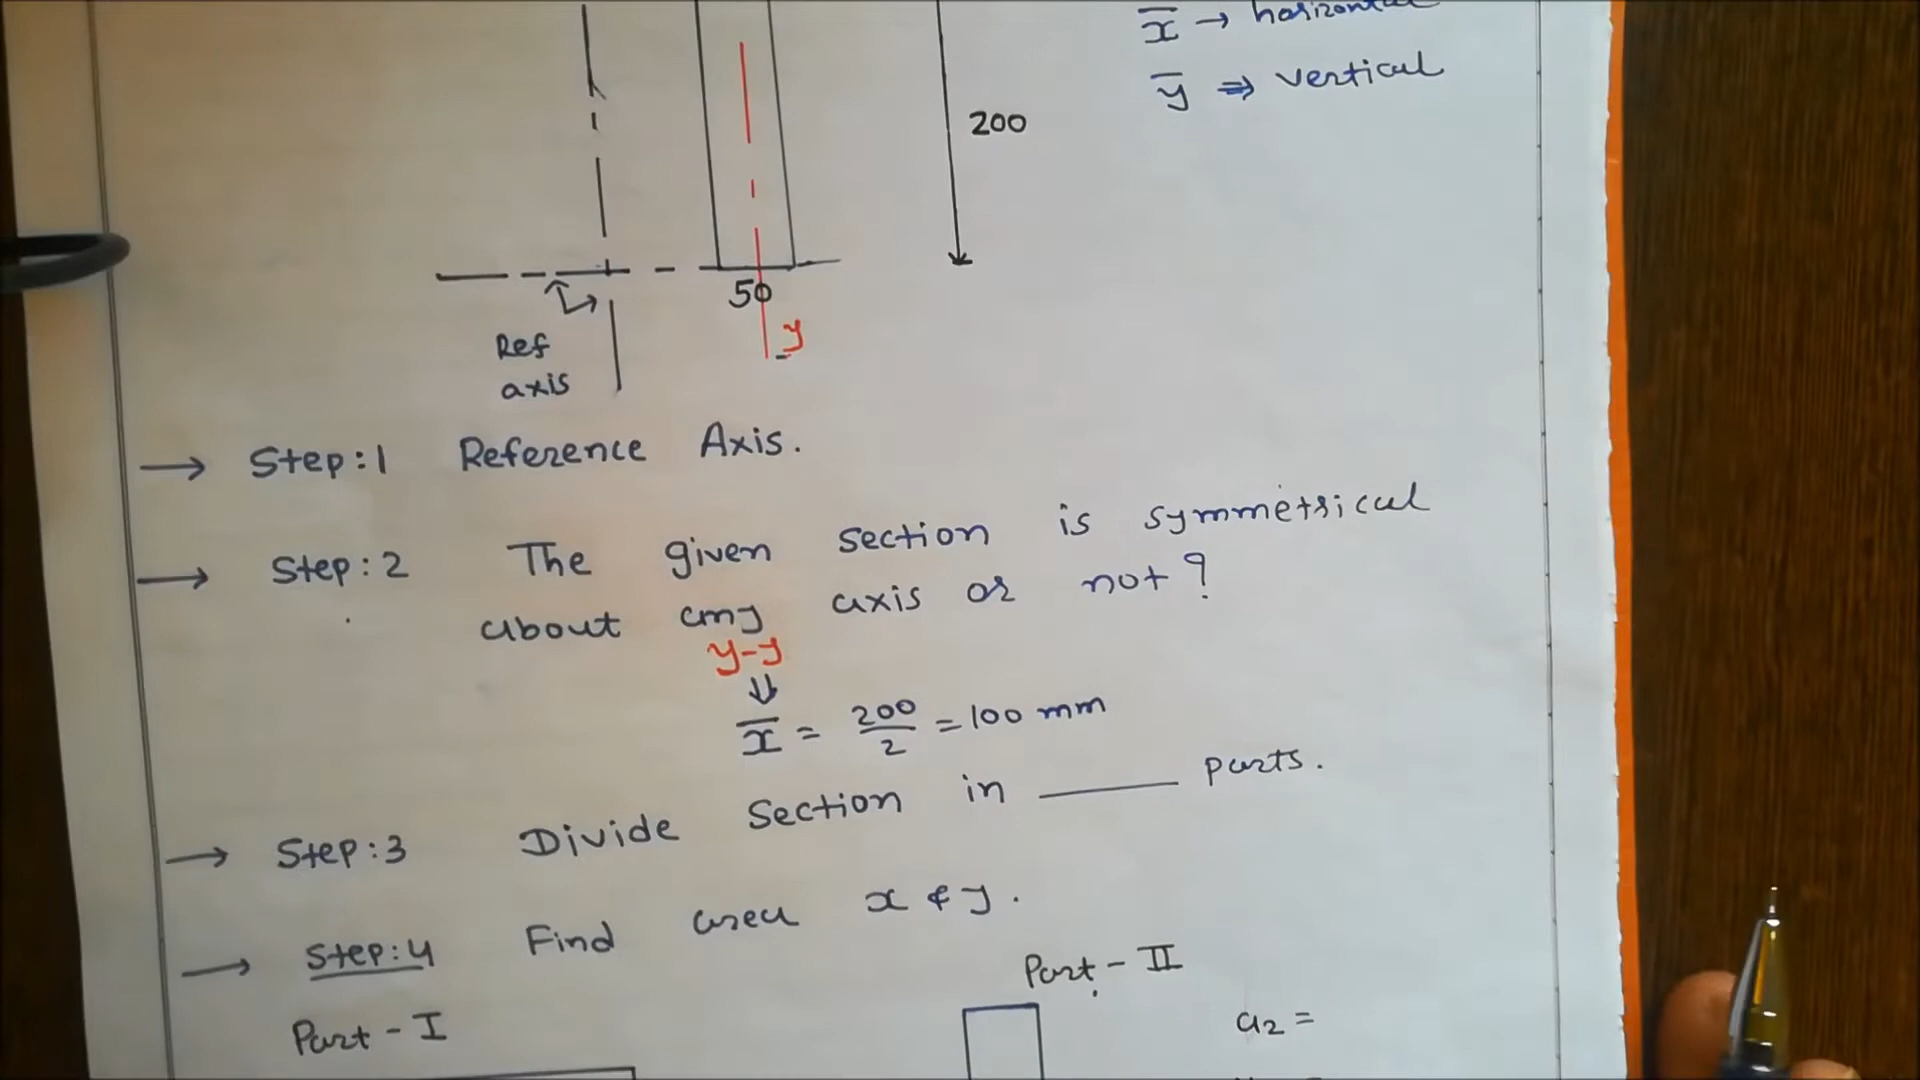 x̄ → horizontal
ȳ ⇒ vertical
200
50
y
Ref
axis
→ Step:1 Reference Axis.
→ Step:2 The given section is symmetrical
about any axis or not?
y-y
⇓
x̄ = 200/2 = 100 mm
→ Step:3 Divide section in ______ parts.
→ Step:4 Find area x & y.
Part - II
a2 =
Part - I